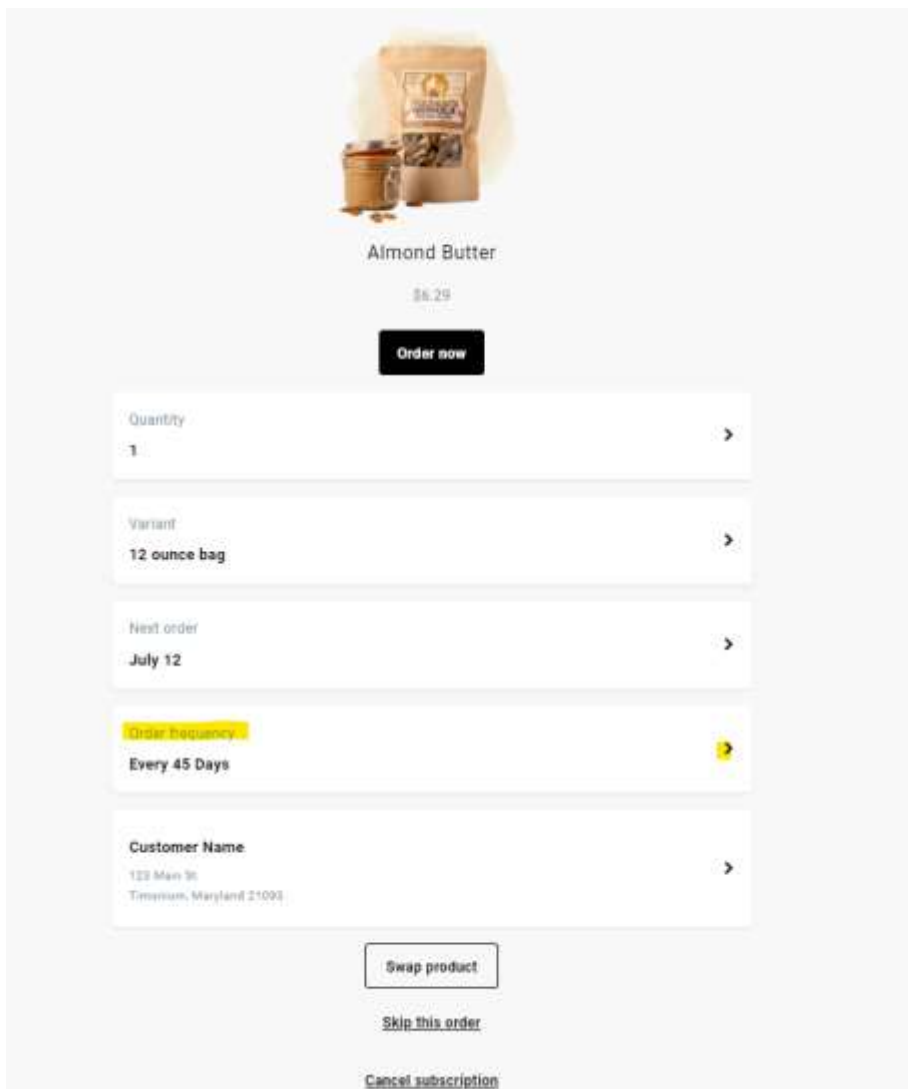 Almond Butter
$6.29
Order now
Quantity
1
Variant
12 ounce bag
Next order
July 12
Order frequency
Every 45 Days
Customer Name
123 Main St
Timonium, Maryland 21093
Swap product
Skip this order
Cancel subscription